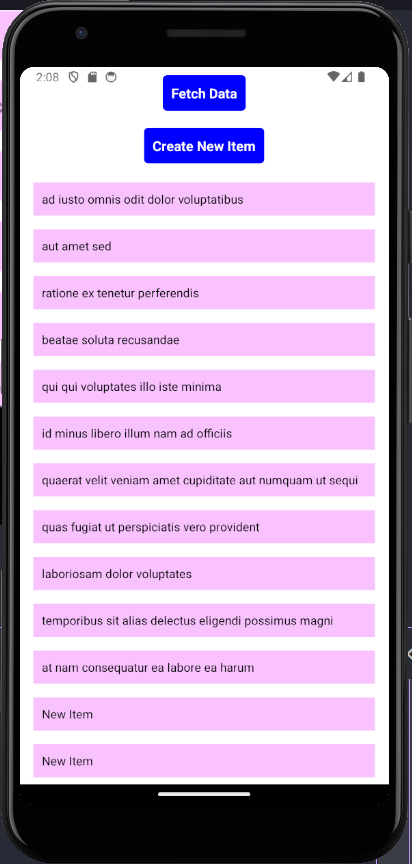 2:08
Fetch Data
Create New Item
ad iusto omnis odit dolor voluptatibus
aut amet sed
ratione ex tenetur perferendis
beatae soluta recusandae
qui qui voluptates illo iste minima
id minus libero illum nam ad officiis
quaerat velit veniam amet cupiditate aut numquam ut sequi
quas fugiat ut perspiciatis vero provident
laboriosam dolor voluptates
temporibus sit alias delectus eligendi possimus magni
at nam consequatur ea labore ea harum
New Item
New Item